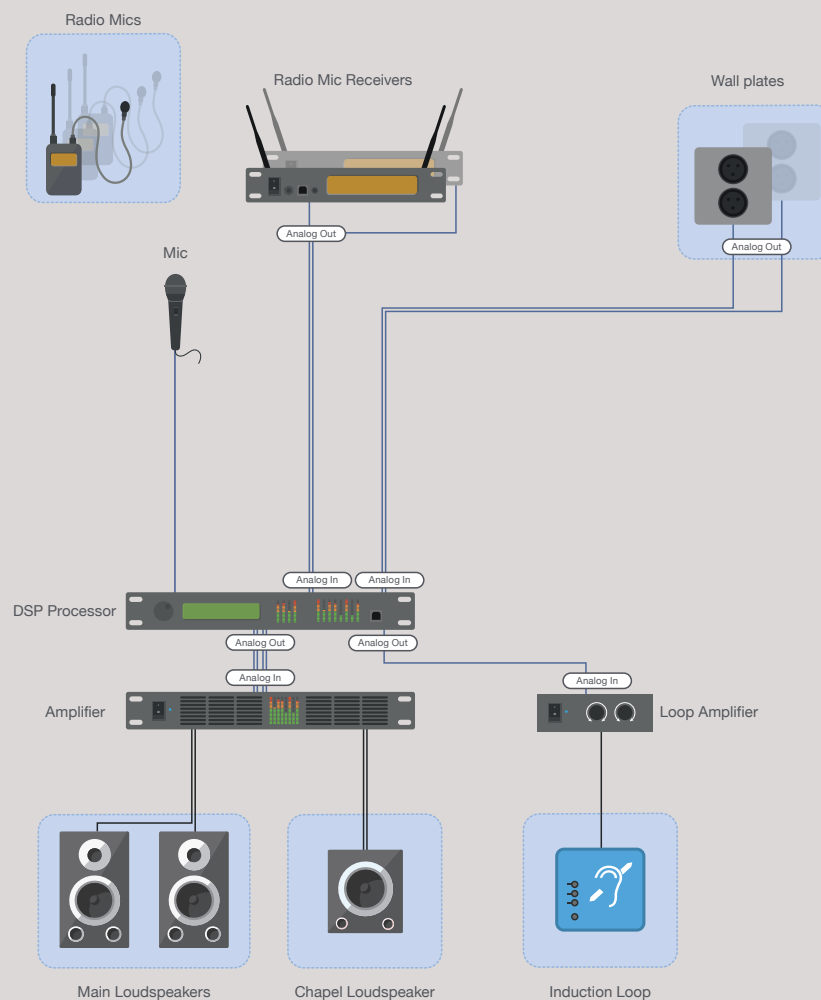 Radio Mics
Radio Mic Receivers
Wall plates
Analog Out
Analog Out
Mic
Analog In
Analog In
DSP Processor
Analog Out
Analog Out
Analog In
Analog In
Amplifier
Loop Amplifier
Main Loudspeakers
Chapel Loudspeaker
Induction Loop